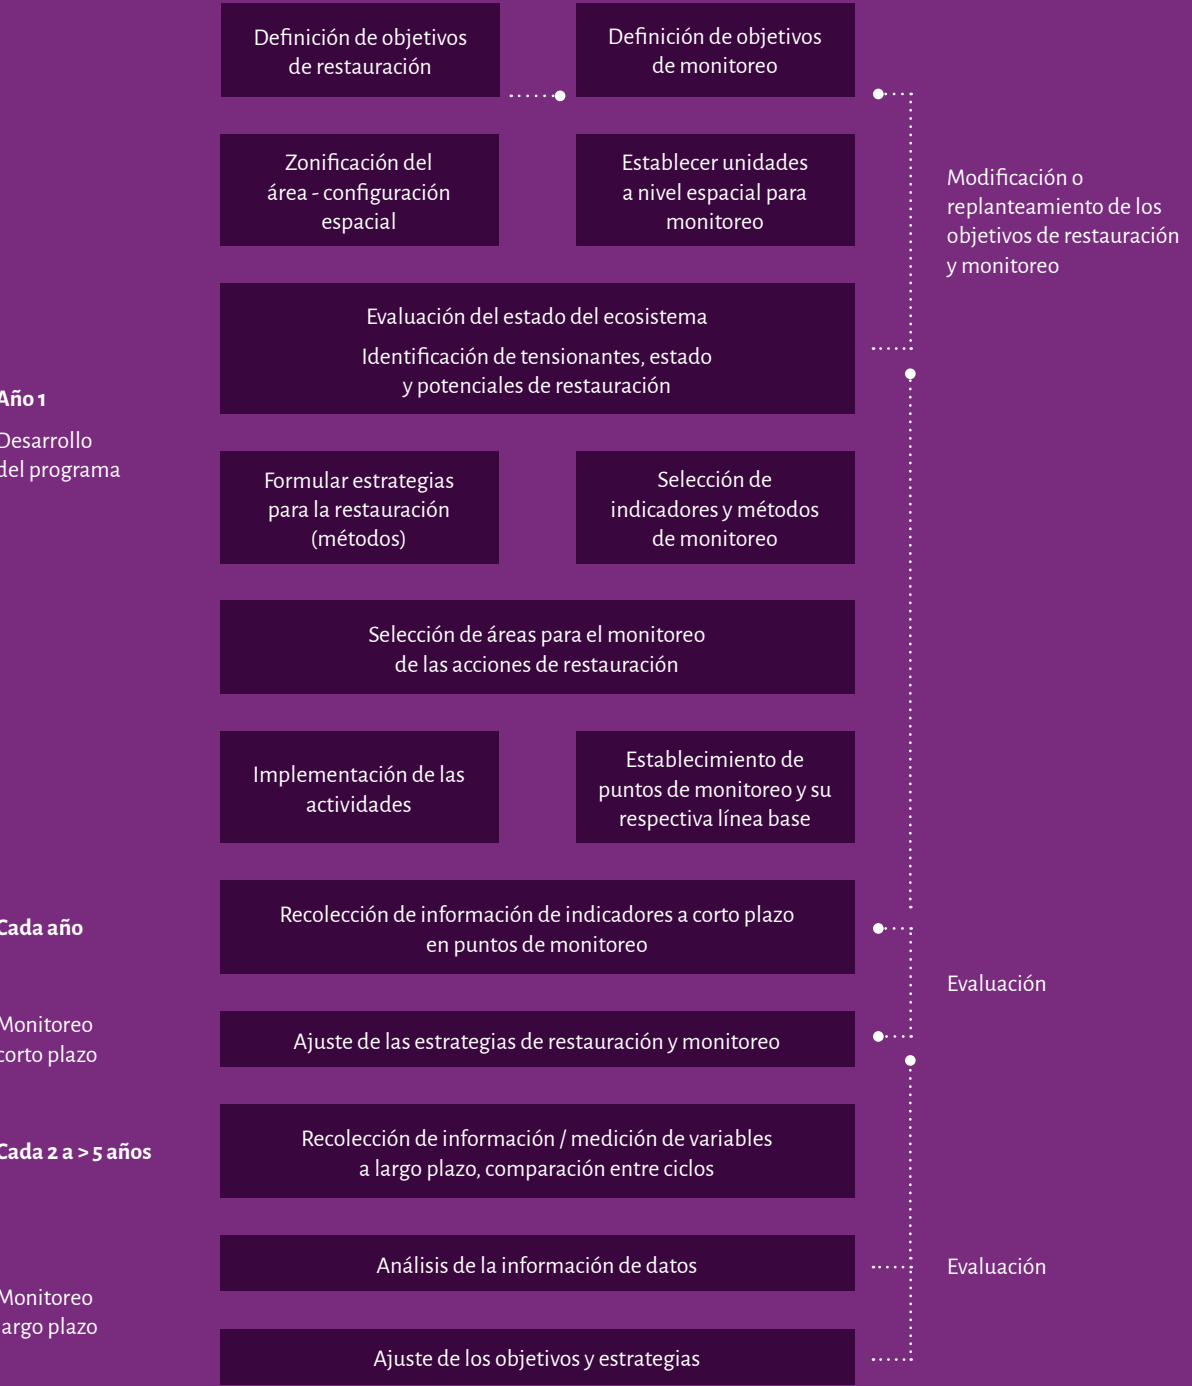 Definición de objetivos
de restauración
Definición de objetivos
de monitoreo
Zonificación del
área - configuración
espacial
Establecer unidades
a nivel espacial para
monitoreo
Modificación o
replanteamiento de los
objetivos de restauración
y monitoreo
Evaluación del estado del ecosistema
Identificación de tensionantes, estado
y potenciales de restauración
Año 1
Desarrollo
del programa
Formular estrategias
para la restauración
(métodos)
Selección de
indicadores y métodos
de monitoreo
Selección de áreas para el monitoreo
de las acciones de restauración
Implementación de las
actividades
Establecimiento de
puntos de monitoreo y su
respectiva línea base
Cada año
Recolección de información de indicadores a corto plazo
en puntos de monitoreo
Evaluación
Monitoreo
corto plazo
Ajuste de las estrategias de restauración y monitoreo
Cada 2 a > 5 años
Recolección de información / medición de variables
a largo plazo, comparación entre ciclos
Análisis de la información de datos
Evaluación
Monitoreo
largo plazo
Ajuste de los objetivos y estrategias